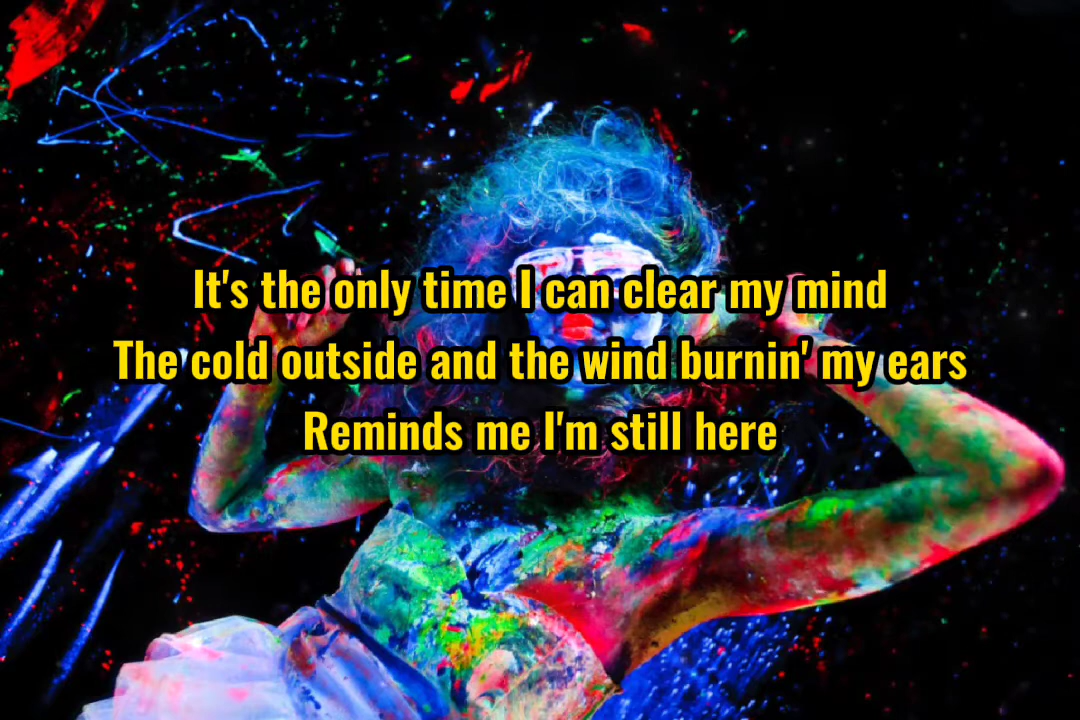 It's the only time I can clear my mind
The cold outside and the wind burnin' my ears
Reminds me I'm still here